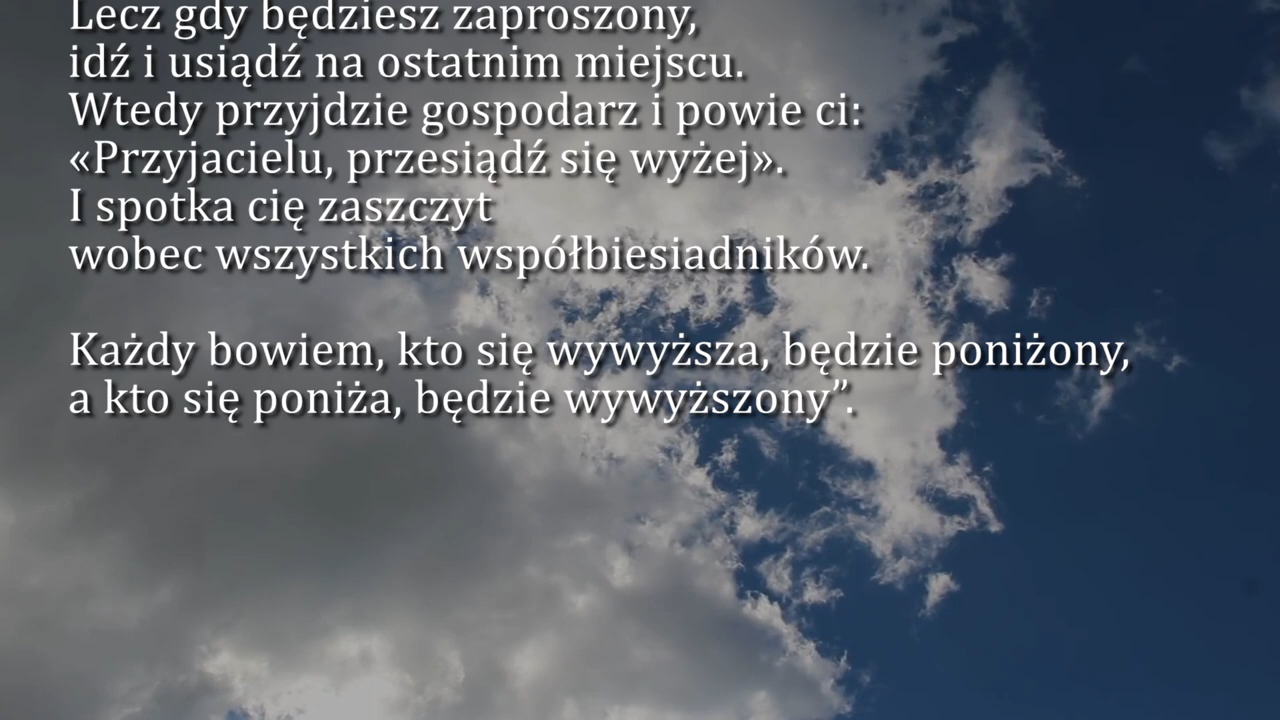 Lecz gdy będziesz zaproszony,
idź i usiądź na ostatnim miejscu.
Wtedy przyjdzie gospodarz i powie ci:
«Przyjacielu, przesiądź się wyżej».
I spotka cię zaszczyt
wobec wszystkich współbiesiadników.
Każdy bowiem, kto się wywyższa, będzie poniżony,
a kto się poniża, będzie wywyższony”.